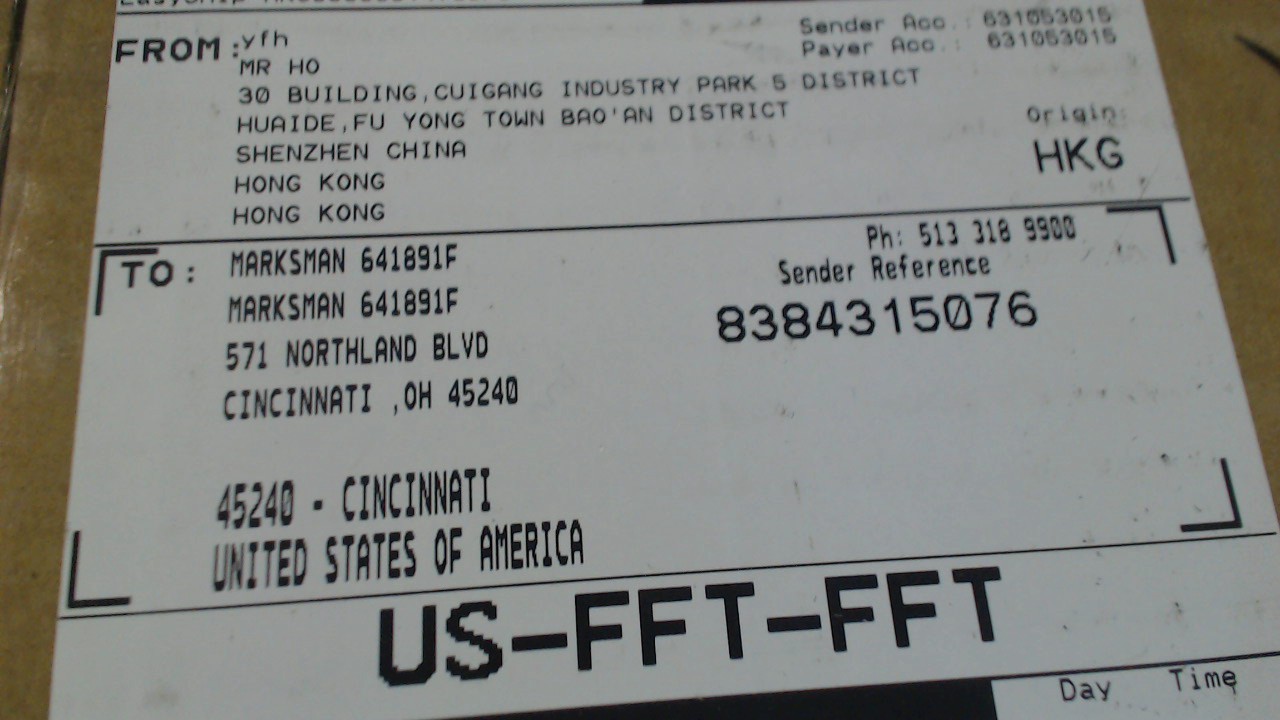 FROM :yfh
Sender Acc.: 631053015
Payer Acc.: 631053015
MR HO
30 BUILDING,CUIGANG INDUSTRY PARK 5 DISTRICT
HUAIDE,FU YONG TOWN BAO'AN DISTRICT
SHENZHEN CHINA
HONG KONG
HONG KONG
Origin:
HKG
TO: MARKSMAN 641891F
MARKSMAN 641891F
571 NORTHLAND BLVD
CINCINNATI ,OH 45240
Ph: 513 318 9900
Sender Reference
8384315076
45240 - CINCINNATI
UNITED STATES OF AMERICA
US-FFT-FFT
Day Time